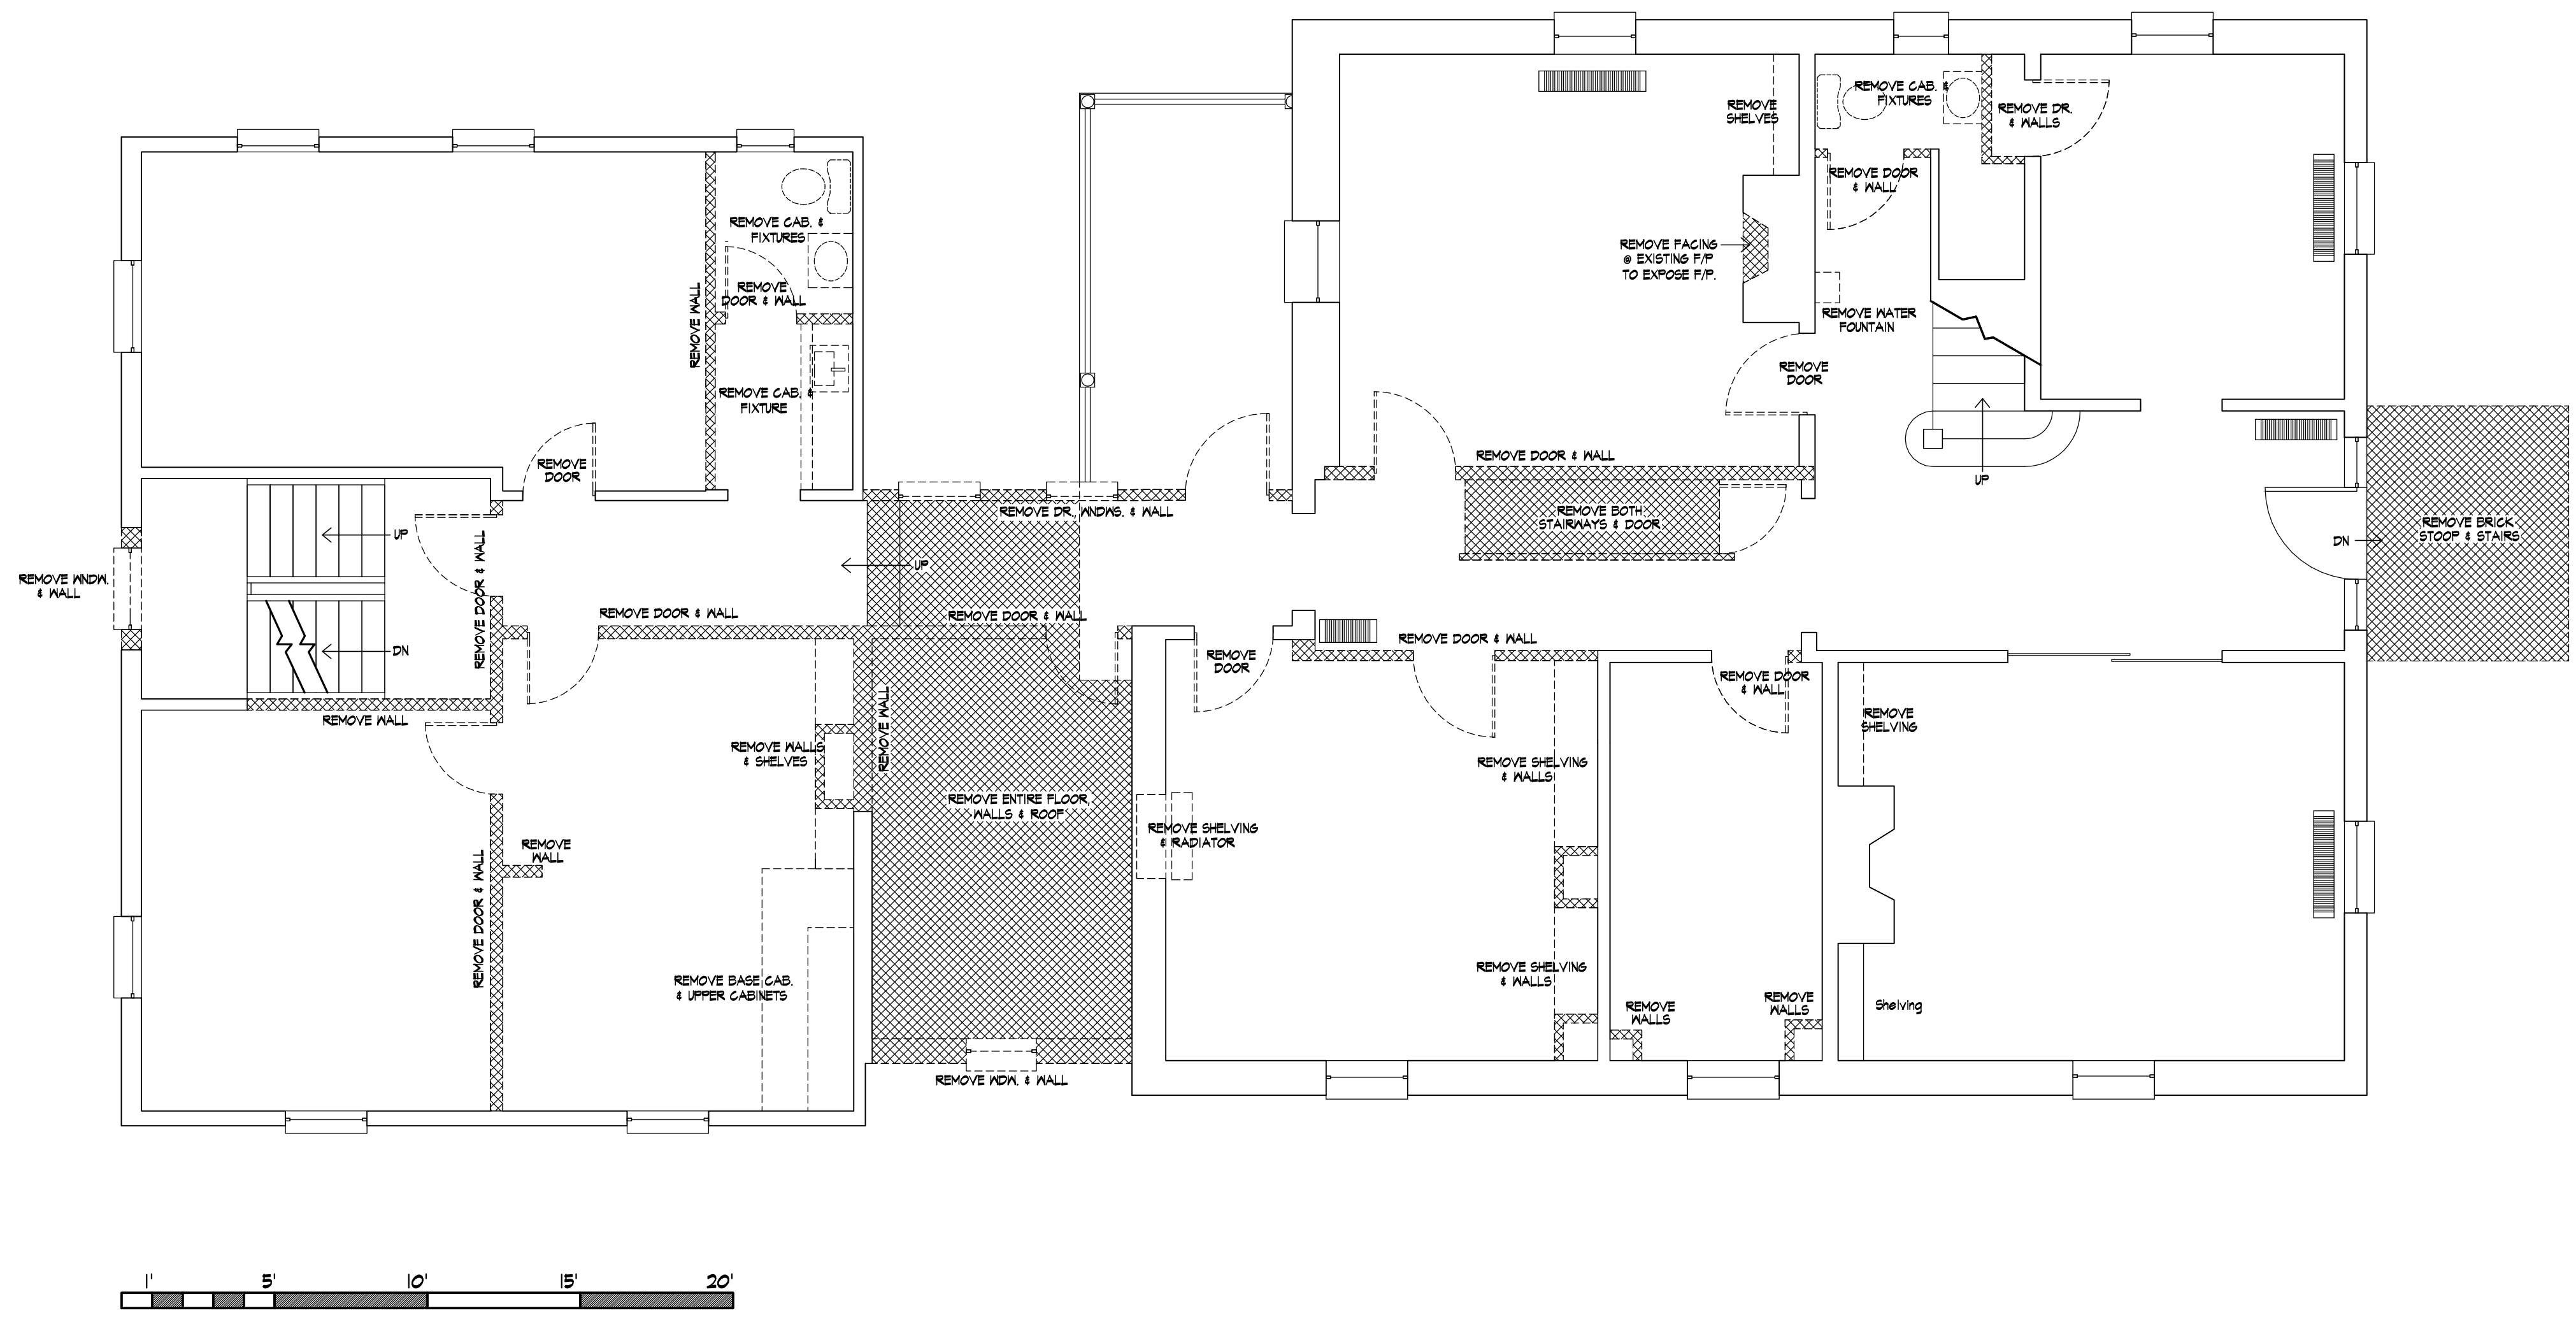 REMOVE
SHELVES
REMOVE CAB. &
FIXTURES
REMOVE DR.
& WALLS
REMOVE DOOR
& WALL
REMOVE CAB. &
FIXTURES
REMOVE
DOOR & WALL
REMOVE WALL
REMOVE FACING
@ EXISTING F/P
TO EXPOSE F/P.
REMOVE WATER
FOUNTAIN
REMOVE
DOOR
REMOVE CAB. &
FIXTURE
REMOVE
DOOR
REMOVE DOOR & WALL
UP
REMOVE DR., WNDWS. & WALL
REMOVE BOTH
STAIRWAYS & DOOR
REMOVE BRICK
STOOP & STAIRS
DN
UP
REMOVE DOOR & WALL
UP
REMOVE WNDW.
& WALL
REMOVE DOOR & WALL
REMOVE DOOR & WALL
REMOVE DOOR & WALL
DN
REMOVE
DOOR
REMOVE DOOR
& WALL
REMOVE WALL
REMOVE WALL
REMOVE
SHELVING
REMOVE WALLS
& SHELVES
REMOVE SHELVING
& WALLS
REMOVE ENTIRE FLOOR,
WALLS & ROOF
REMOVE SHELVING
& RADIATOR
REMOVE
WALL
REMOVE DOOR & WALL
REMOVE BASE CAB.
& UPPER CABINETS
REMOVE SHELVING
& WALLS
REMOVE
WALLS
REMOVE
WALLS
Shelving
REMOVE WDW. & WALL
1' 5' 10' 15' 20'